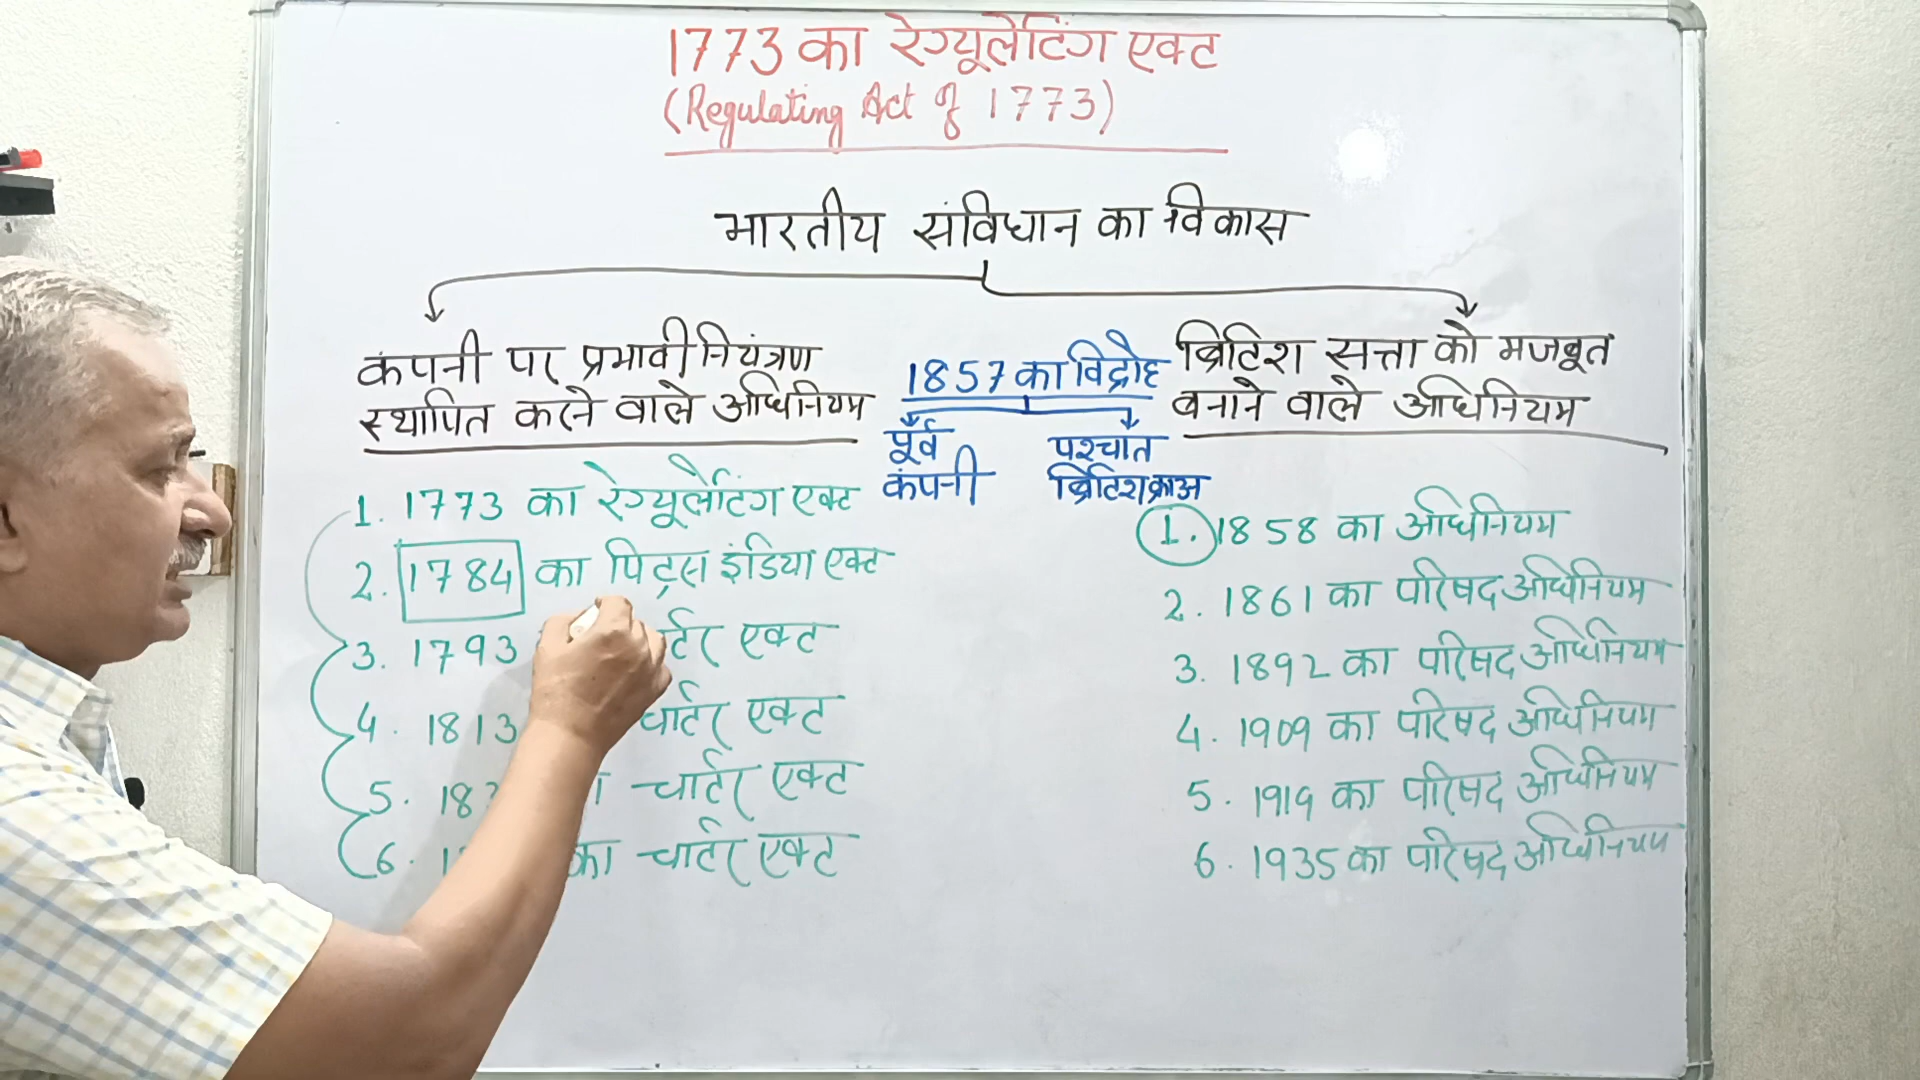 1773 का रेग्यूलेटिंग एक्ट
(Regulating Act of 1773)
भारतीय संविधान का विकास
कंपनी पर प्रभावी नियंत्रण
स्थापित करने वाले अधिनियम
1. 1773 का रेग्यूलेटिंग एक्ट
2. 1784 का पिट्स इंडिया एक्ट
3. 1793 र्टर एक्ट
4. 1813 चार्टर एक्ट
5. चार्टर एक्ट
6. का चार्टर एक्ट
1857 का विद्रोह
पूर्व पश्चात
कंपनी ब्रिटिश
ब्रिटिश सत्ता को मजबूत
बनाने वाले अधिनियम
1. 1858 का अधिनियम
2. 1861 का परिषद अधिनियम
3. 1892 का परिषद अधिनियम
4. 1909 का परिषद अधिनियम
5. 1919 का परिषद अधिनियम
6. 1935 का परिषद अधिनियम